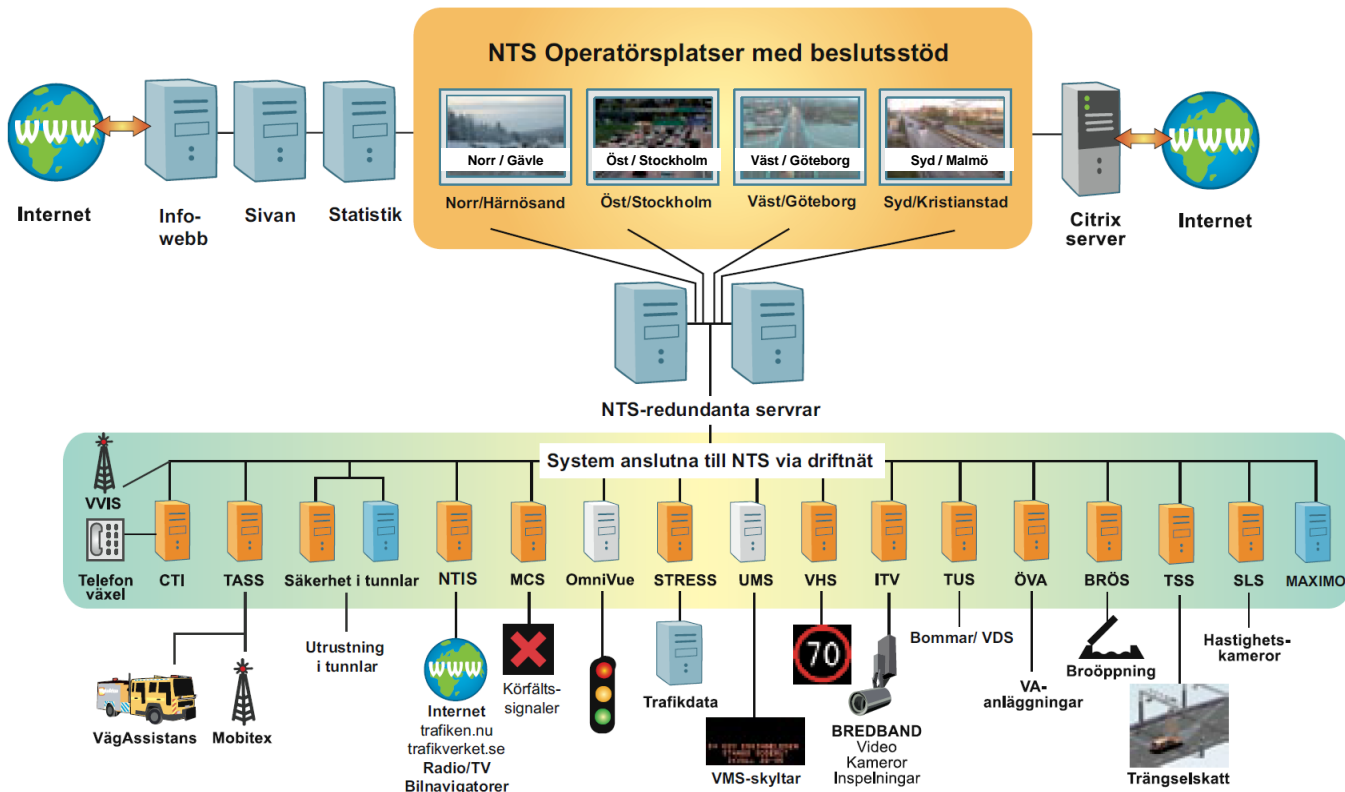 NTS Operatörsplatser med beslutsstöd
www
www
Norr / Gävle
Öst / Stockholm
Väst / Göteborg
Syd / Malmö
Norr/Härnösand
Öst/Stockholm
Väst/Göteborg
Syd/Kristianstad
Internet
Info-
webb
Sivan
Statistik
Citrix
server
Internet
NTS-redundanta servrar
System anslutna till NTS via driftnät
VVIS
Telefon
växel
CTI
TASS
Säkerhet i tunnlar
NTIS
MCS
OmniVue
STRESS
UMS
VHS
ITV
TUS
ÖVA
BRÖS
TSS
SLS
MAXIMO
VägAssistans
Mobitex
Utrustning
i tunnlar
www
Internet
trafiken.nu
trafikverket.se
Radio/TV
Bilnavigatorer
Körfälts-
signaler
Trafikdata
VMS-skyltar
70
BREDBAND
Video
Kameror
Inspelningar
Bommar/ VDS
VA-
anläggningar
Broöppning
Trängselskatt
Hastighets-
kameror